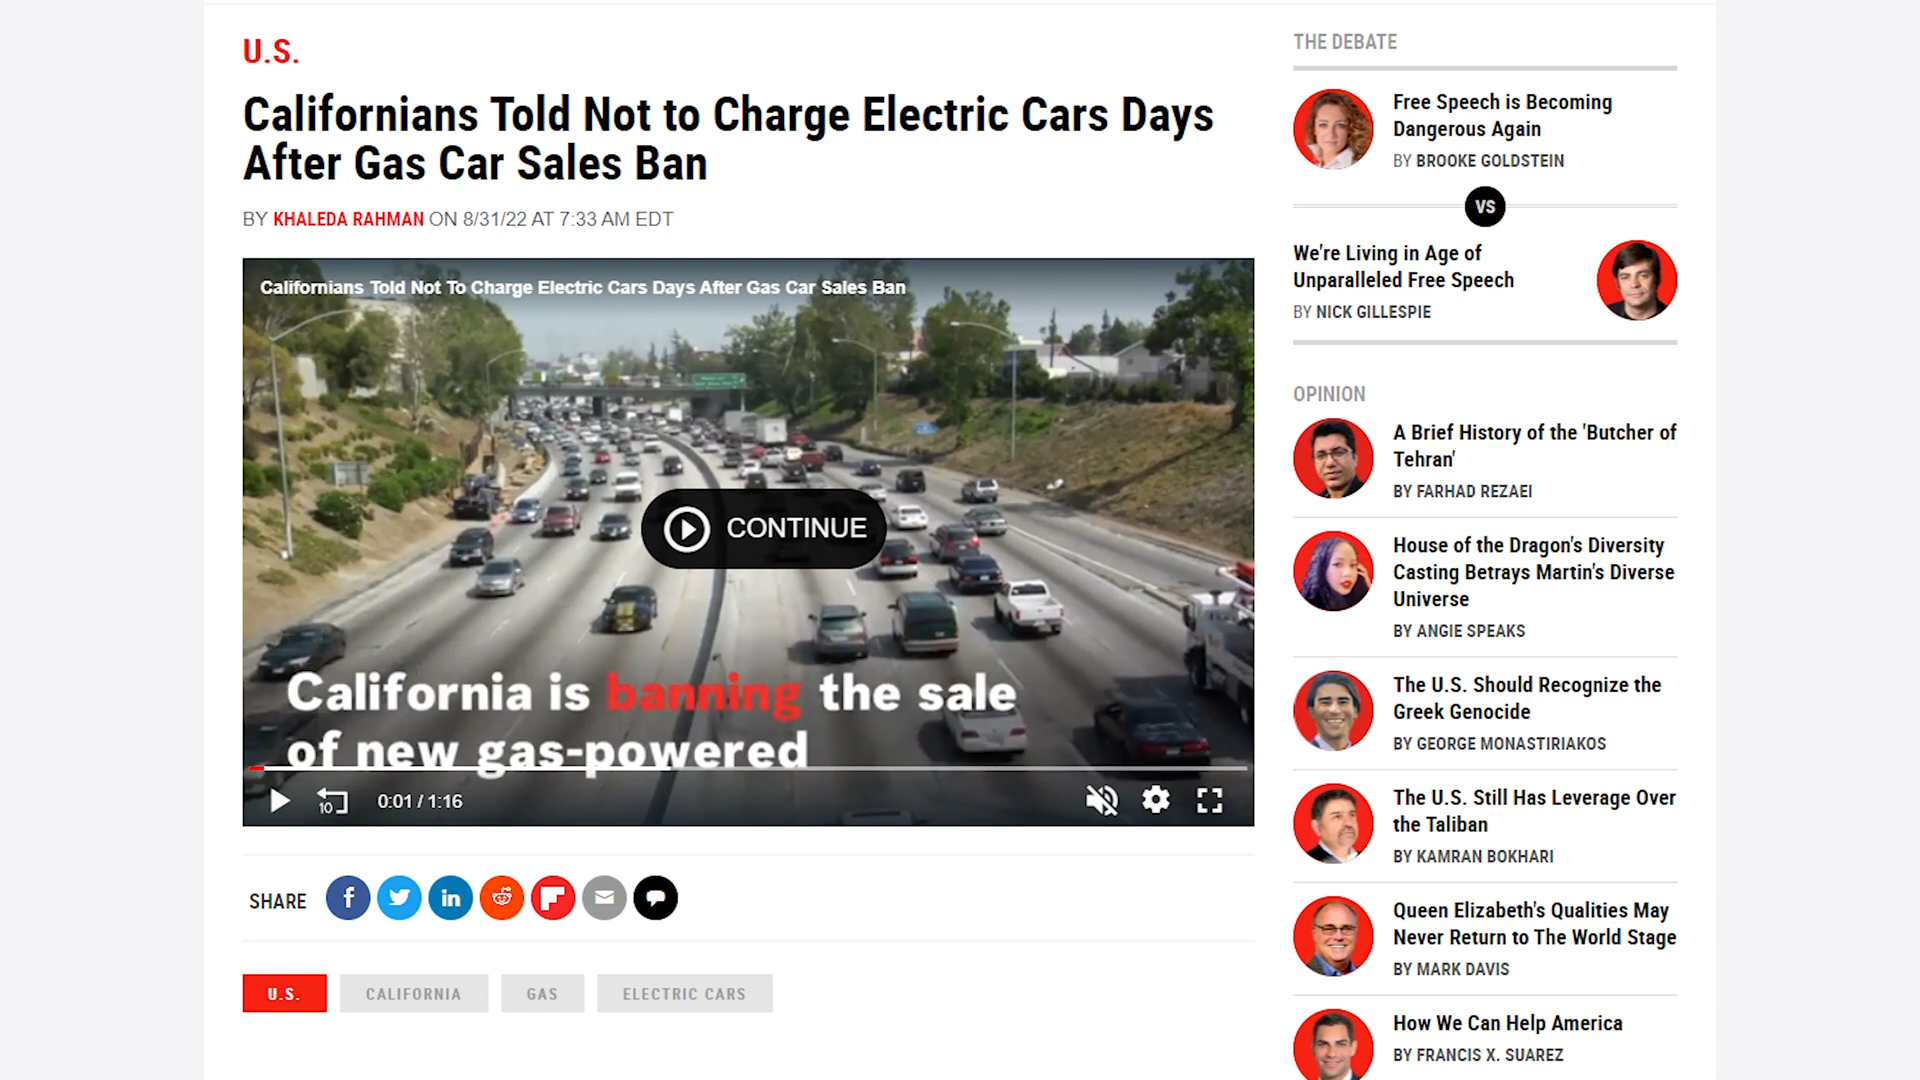 U.S.
Californians Told Not to Charge Electric Cars Days
After Gas Car Sales Ban
BY KHALEDA RAHMAN ON 8/31/22 AT 7:33 AM EDT
Californians Told Not To Charge Electric Cars Days After Gas Car Sales Ban
CONTINUE
California is banning the sale
of new gas-powered
10
0:01 / 1:16
SHARE
U.S.
CALIFORNIA
GAS
ELECTRIC CARS
THE DEBATE
Free Speech is Becoming
Dangerous Again
BY BROOKE GOLDSTEIN
VS
We're Living in Age of
Unparalleled Free Speech
BY NICK GILLESPIE
OPINION
A Brief History of the 'Butcher of
Tehran'
BY FARHAD REZAEI
House of the Dragon's Diversity
Casting Betrays Martin's Diverse
Universe
BY ANGIE SPEAKS
The U.S. Should Recognize the
Greek Genocide
BY GEORGE MONASTIRIAKOS
The U.S. Still Has Leverage Over
the Taliban
BY KAMRAN BOKHARI
Queen Elizabeth's Qualities May
Never Return to The World Stage
BY MARK DAVIS
How We Can Help America
BY FRANCIS X. SUAREZ